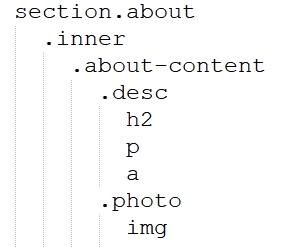 section.about
.inner
.about-content
.desc
h2
p
a
.photo
img